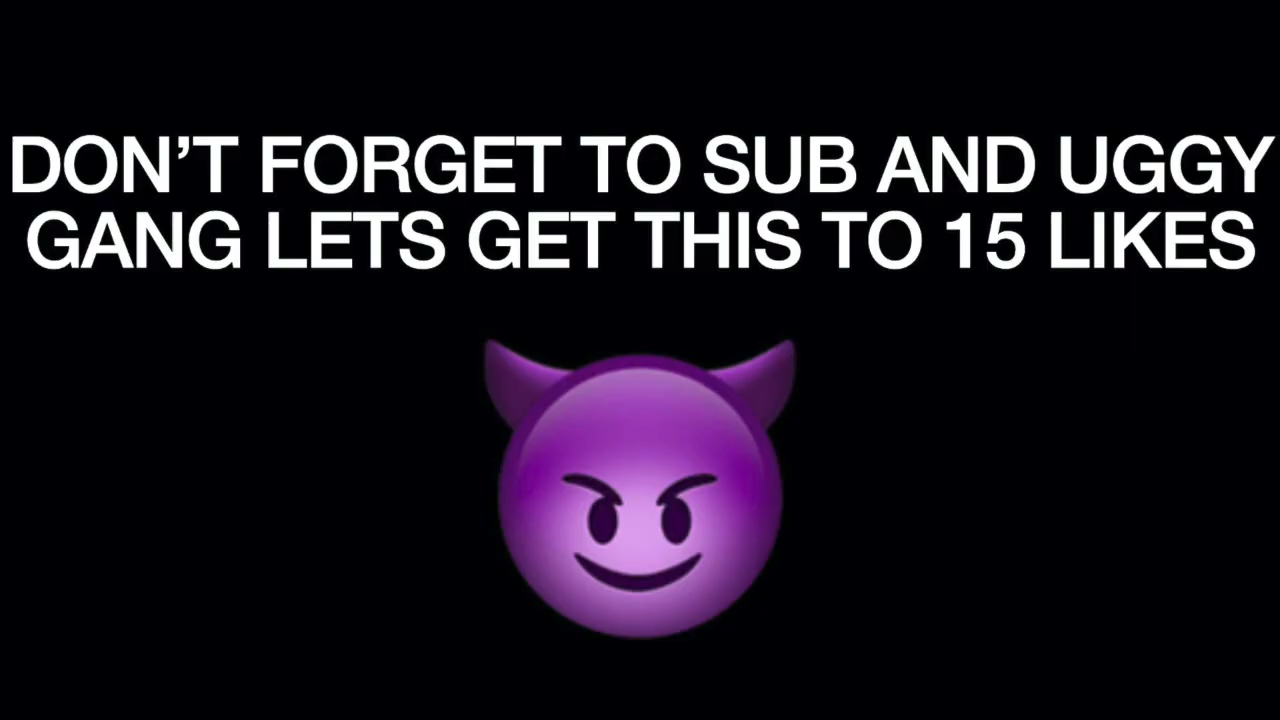 DON’T FORGET TO SUB AND UGGY
GANG LETS GET THIS TO 15 LIKES